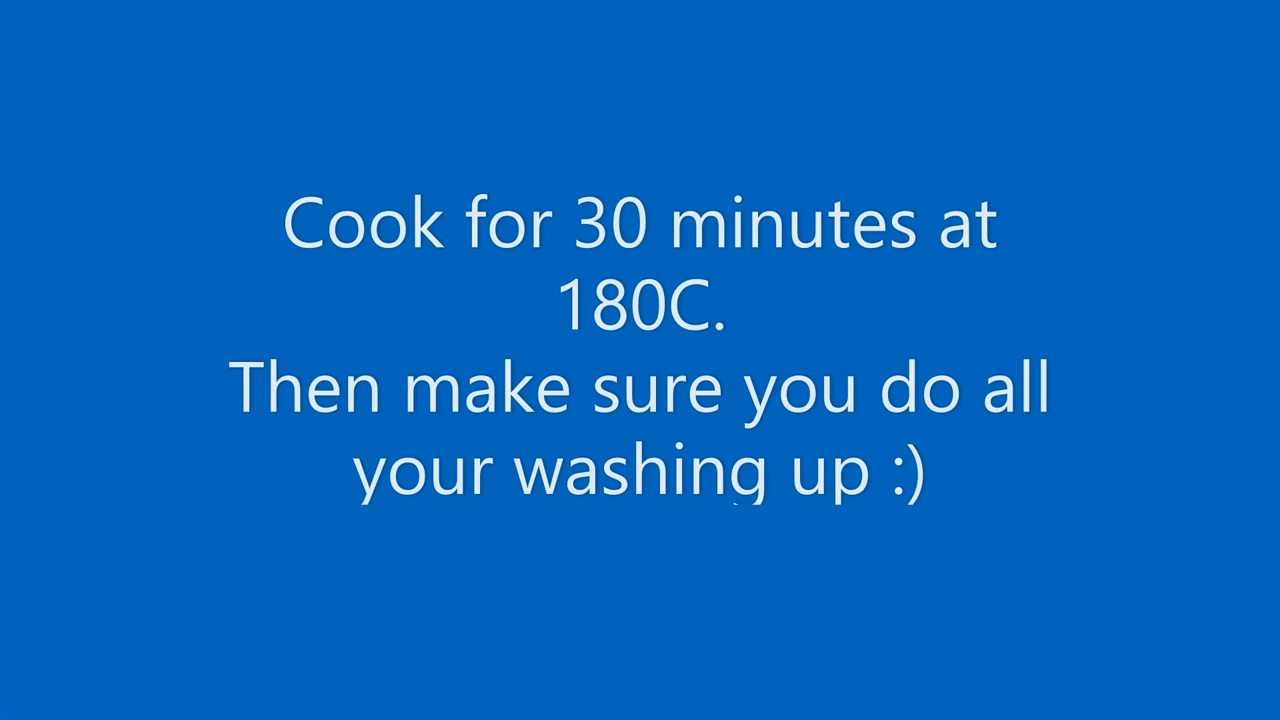 Cook for 30 minutes at
180C.
Then make sure you do all
your washing up :)